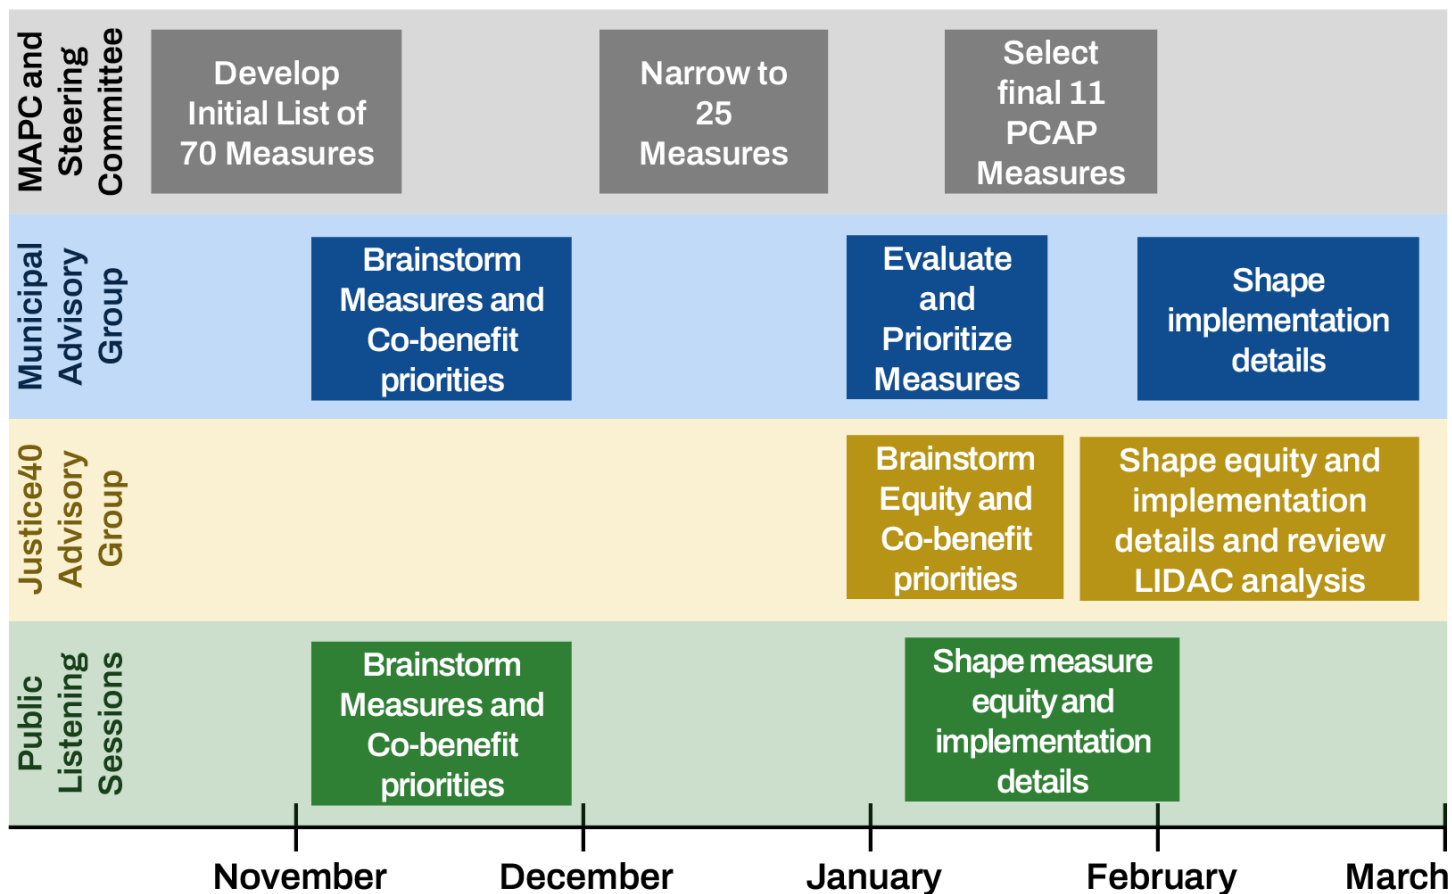 MAPC and
Steering
Committee
Develop
Initial List of
70 Measures
Narrow to
25
Measures
Select
final 11
PCAP
Measures
Municipal
Advisory
Group
Brainstorm
Measures and
Co-benefit
priorities
Evaluate
and
Prioritize
Measures
Shape
implementation
details
Justice40
Advisory
Group
Brainstorm
Equity and
Co-benefit
priorities
Shape equity and
implementation
details and review
LIDAC analysis
Public
Listening
Sessions
Brainstorm
Measures and
Co-benefit
priorities
Shape measure
equity and
implementation
details
November
December
January
February
March